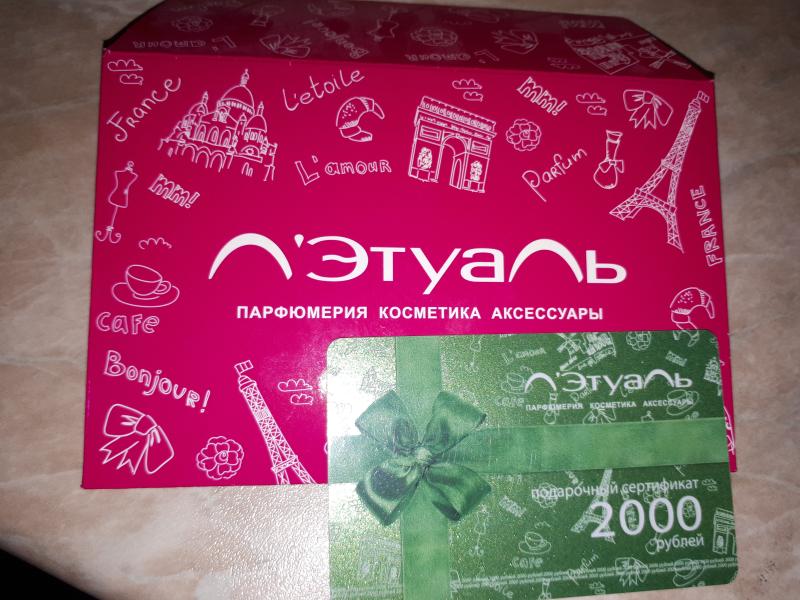 France
L'etoile
L'amour
mm!
Parfum
FRANCE
mm!
Л'Этуаль
ПАРФЮМЕРИЯ КОСМЕТИКА АКСЕССУАРЫ
cafe
Bonjour!
Л'Этуаль
ПАРФЮМЕРИЯ КОСМЕТИКА АКСЕССУАРЫ
подарочный сертификат
2000
рублей